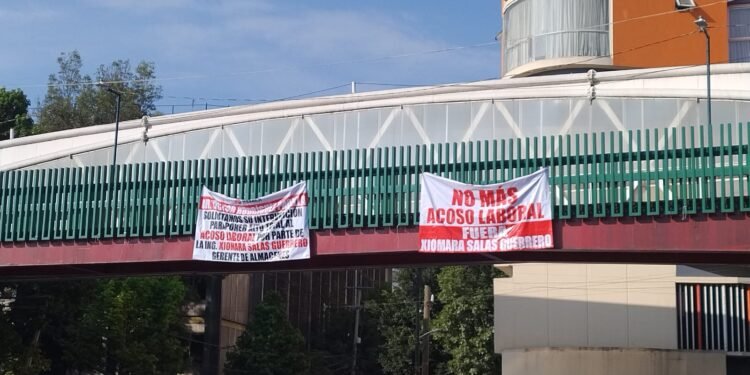 SOLICITAMOS SU INTERVENCIÓN
PARA PONER ALTO TOTAL AL
ACOSO LABORAL POR PARTE DE
LA ING. XIOMARA SALAS GUERRERO
GERENTE DE ALMACENES
NO MÁS
ACOSO LABORAL
FUERA
XIOMARA SALAS GUERRERO